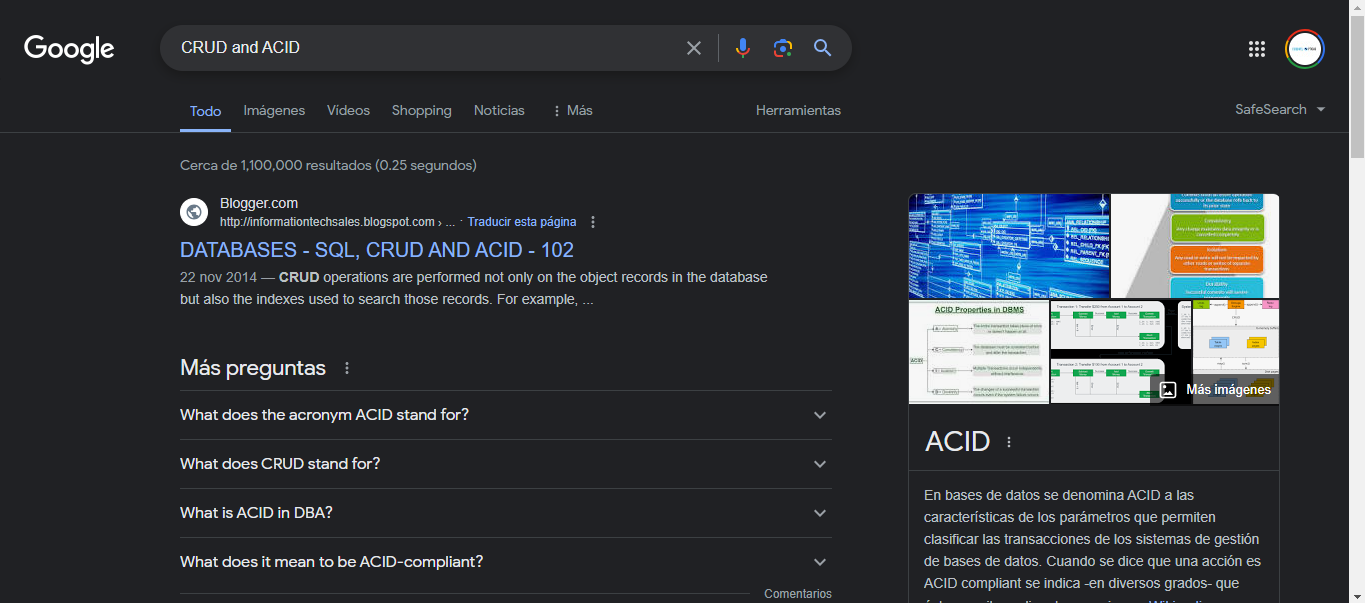 Google
CRUD and ACID
Todo
Imágenes
Vídeos
Shopping
Noticias
Más
Herramientas
SafeSearch
Cerca de 1,100,000 resultados (0.25 segundos)
Blogger.com
http://informationtechsales.blogspot.com › ... · Traducir esta página
DATABASES - SQL, CRUD AND ACID - 102
22 nov 2014 — CRUD operations are performed not only on the object records in the database
but also the indexes used to search those records. For example, ...
Más preguntas
What does the acronym ACID stand for?
What does CRUD stand for?
What is ACID in DBA?
What does it mean to be ACID-compliant?
Comentarios
ACID Properties in DBMS
Más imágenes
ACID
En bases de datos se denomina ACID a las
características de los parámetros que permiten
clasificar las transacciones de los sistemas de gestión
de bases de datos. Cuando se dice que una acción es
ACID compliant se indica -en diversos grados- que